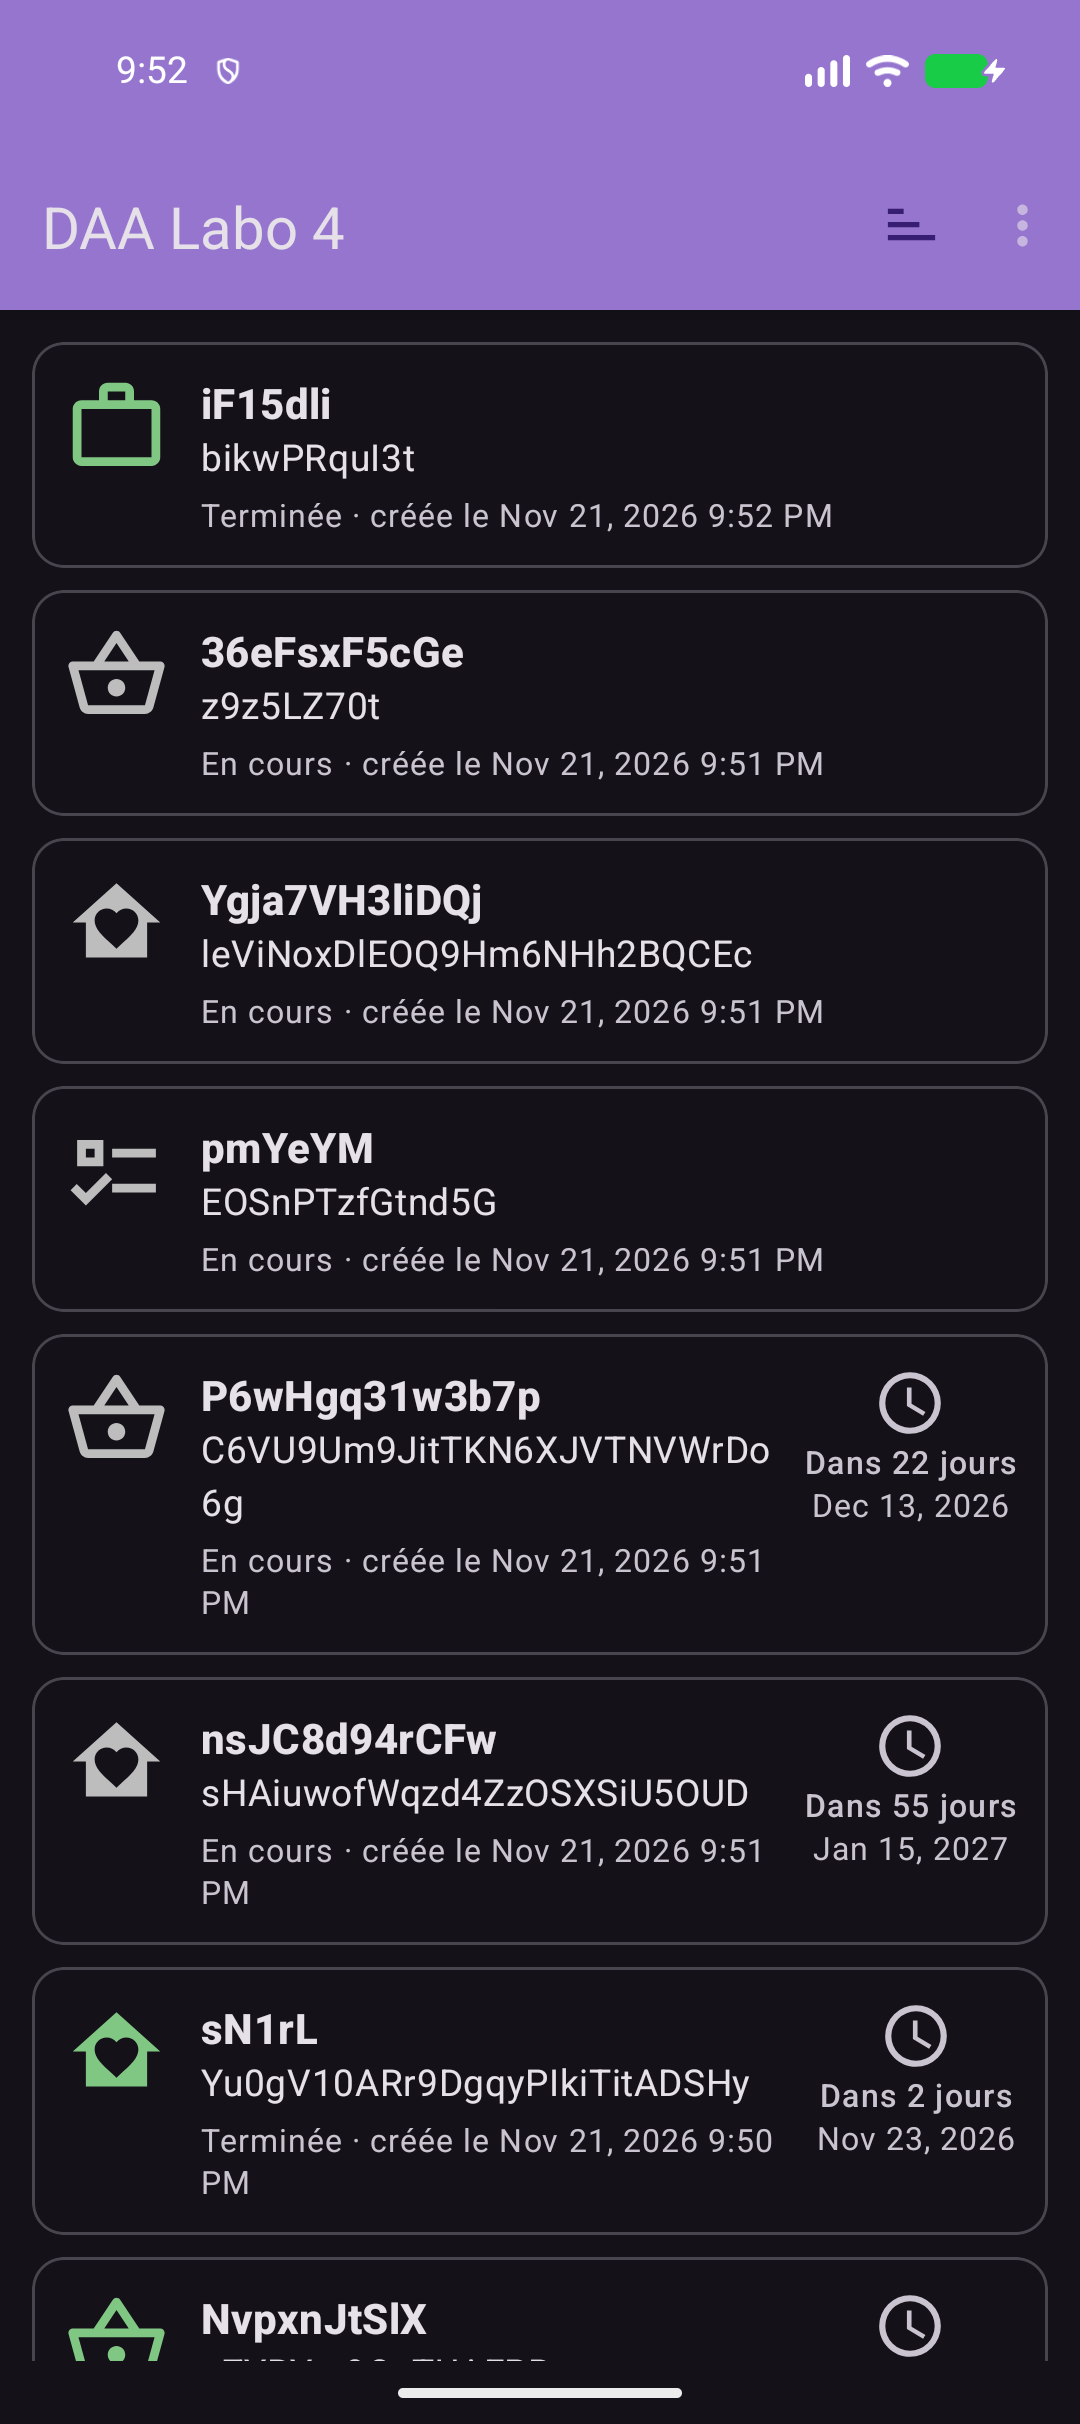 9:52
DAA Labo 4
iF15dli
bikwPRquI3t
Terminée · créée le Nov 21, 2026 9:52 PM
36eFsxF5cGe
z9z5LZ70t
En cours · créée le Nov 21, 2026 9:51 PM
Ygja7VH3liDQj
leViNoxDlEOQ9Hm6NHh2BQCEc
En cours · créée le Nov 21, 2026 9:51 PM
pmYeYM
EOSnPTzfGtnd5G
En cours · créée le Nov 21, 2026 9:51 PM
P6wHgq31w3b7p
C6VU9Um9JitTKN6XJVTNVWrDo
6g
En cours · créée le Nov 21, 2026 9:51
PM
Dans 22 jours
Dec 13, 2026
nsJC8d94rCFw
sHAiuwofWqzd4ZzOSXSiU5OUD
En cours · créée le Nov 21, 2026 9:51
PM
Dans 55 jours
Jan 15, 2027
sN1rL
Yu0gV10ARr9DgqyPIkiTitADSHy
Terminée · créée le Nov 21, 2026 9:50
PM
Dans 2 jours
Nov 23, 2026
NvpxnJtSlX